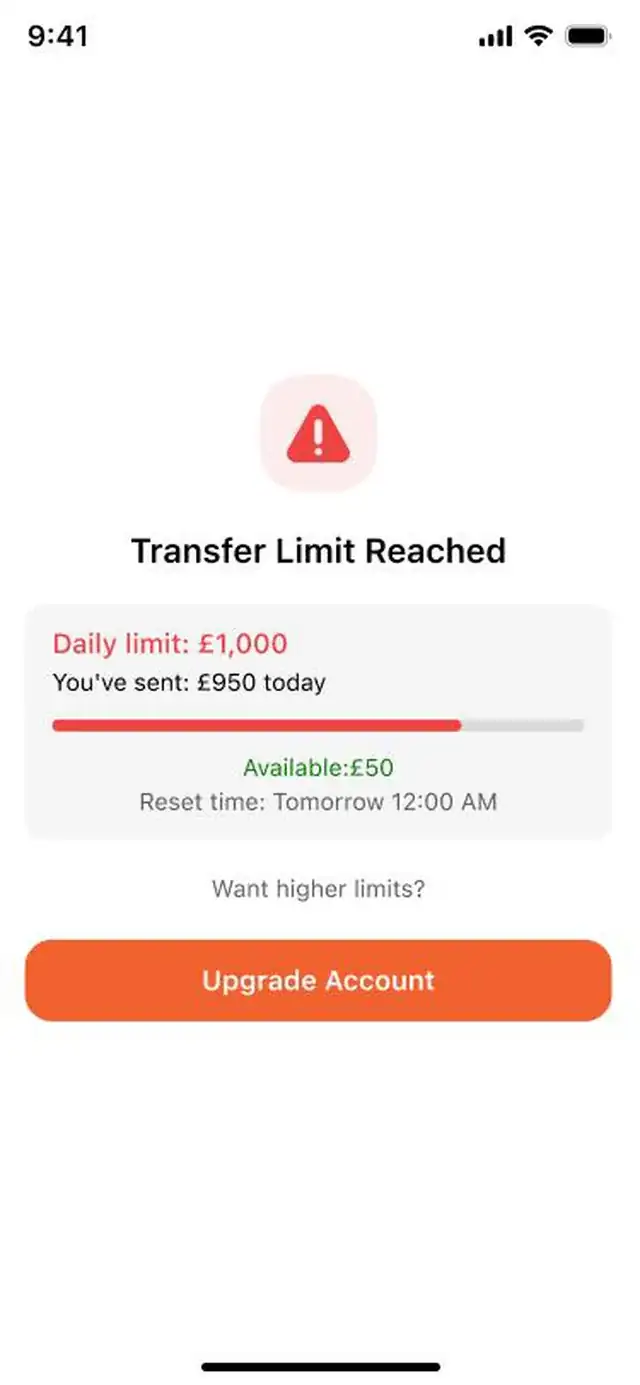 9:41
Transfer Limit Reached
Daily limit: £1,000
You've sent: £950 today
Available:£50
Reset time: Tomorrow 12:00 AM
Want higher limits?
Upgrade Account